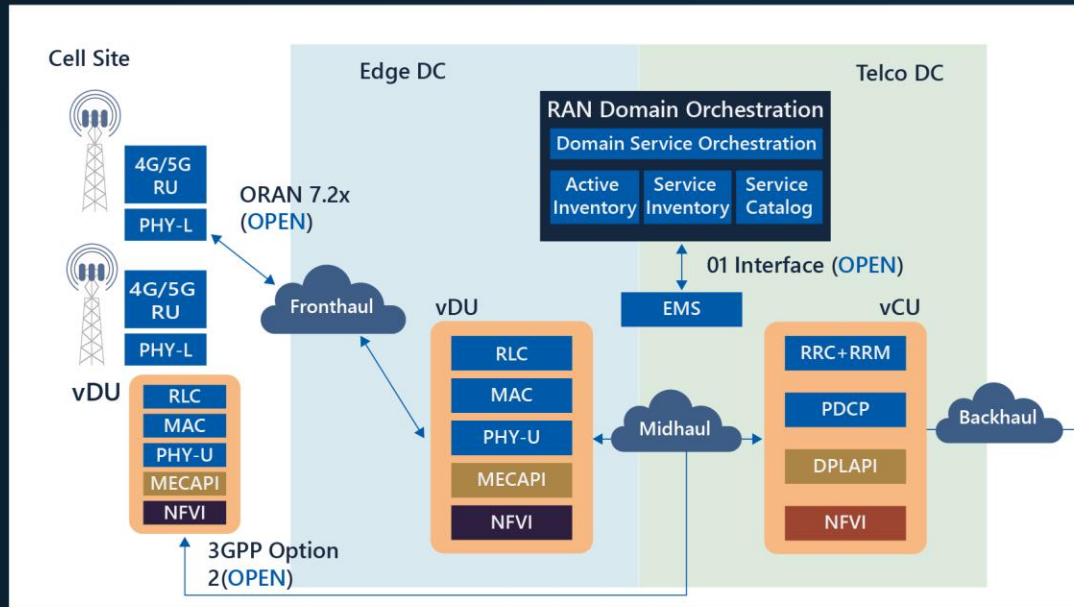 Cell Site
Edge DC
Telco DC
4G/5G
RU
PHY-L
ORAN 7.2x
(OPEN)
4G/5G
RU
PHY-L
vDU
RLC
MAC
PHY-U
MECAPI
NFVI
3GPP Option
2(OPEN)
Fronthaul
vDU
RLC
MAC
PHY-U
MECAPI
NFVI
RAN Domain Orchestration
Domain Service Orchestration
Active
Inventory
Service
Inventory
Service
Catalog
01 Interface (OPEN)
EMS
Midhaul
vCU
RRC+RRM
PDCP
DPLAPI
NFVI
Backhaul